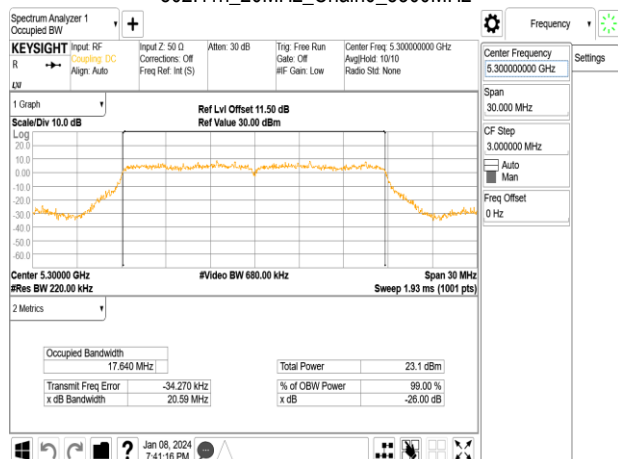 Spectrum Analyzer 1
Occupied BW
Frequency
KEYSIGHT
R
Input: RF
Coupling: DC
Align: Auto
Input Z: 50 Ω
Corrections: Off
Freq Ref: Int (S)
Atten: 30 dB
Trig: Free Run
Gate: Off
#IF Gain: Low
Center Freq: 5.300000000 GHz
Avg|Hold: 10/10
Radio Std: None
Center Frequency
5.300000000 GHz
Settings
Span
30.000 MHz
CF Step
3.000000 MHz
Auto
Man
Freq Offset
0 Hz
1 Graph
Scale/Div 10.0 dB
Ref Lvl Offset 11.50 dB
Ref Value 30.00 dBm
Log
20.0
10.0
0.00
-10.0
-20.0
-30.0
-40.0
-50.0
-60.0
Center 5.30000 GHz
#Res BW 220.00 kHz
#Video BW 680.00 kHz
Span 30 MHz
Sweep 1.93 ms (1001 pts)
2 Metrics
Occupied Bandwidth
17.640 MHz
Transmit Freq Error -34.270 kHz
x dB Bandwidth 20.59 MHz
Total Power 23.1 dBm
% of OBW Power 99.00 %
x dB -26.00 dB
?
Jan 08, 2024
7:41:16 PM